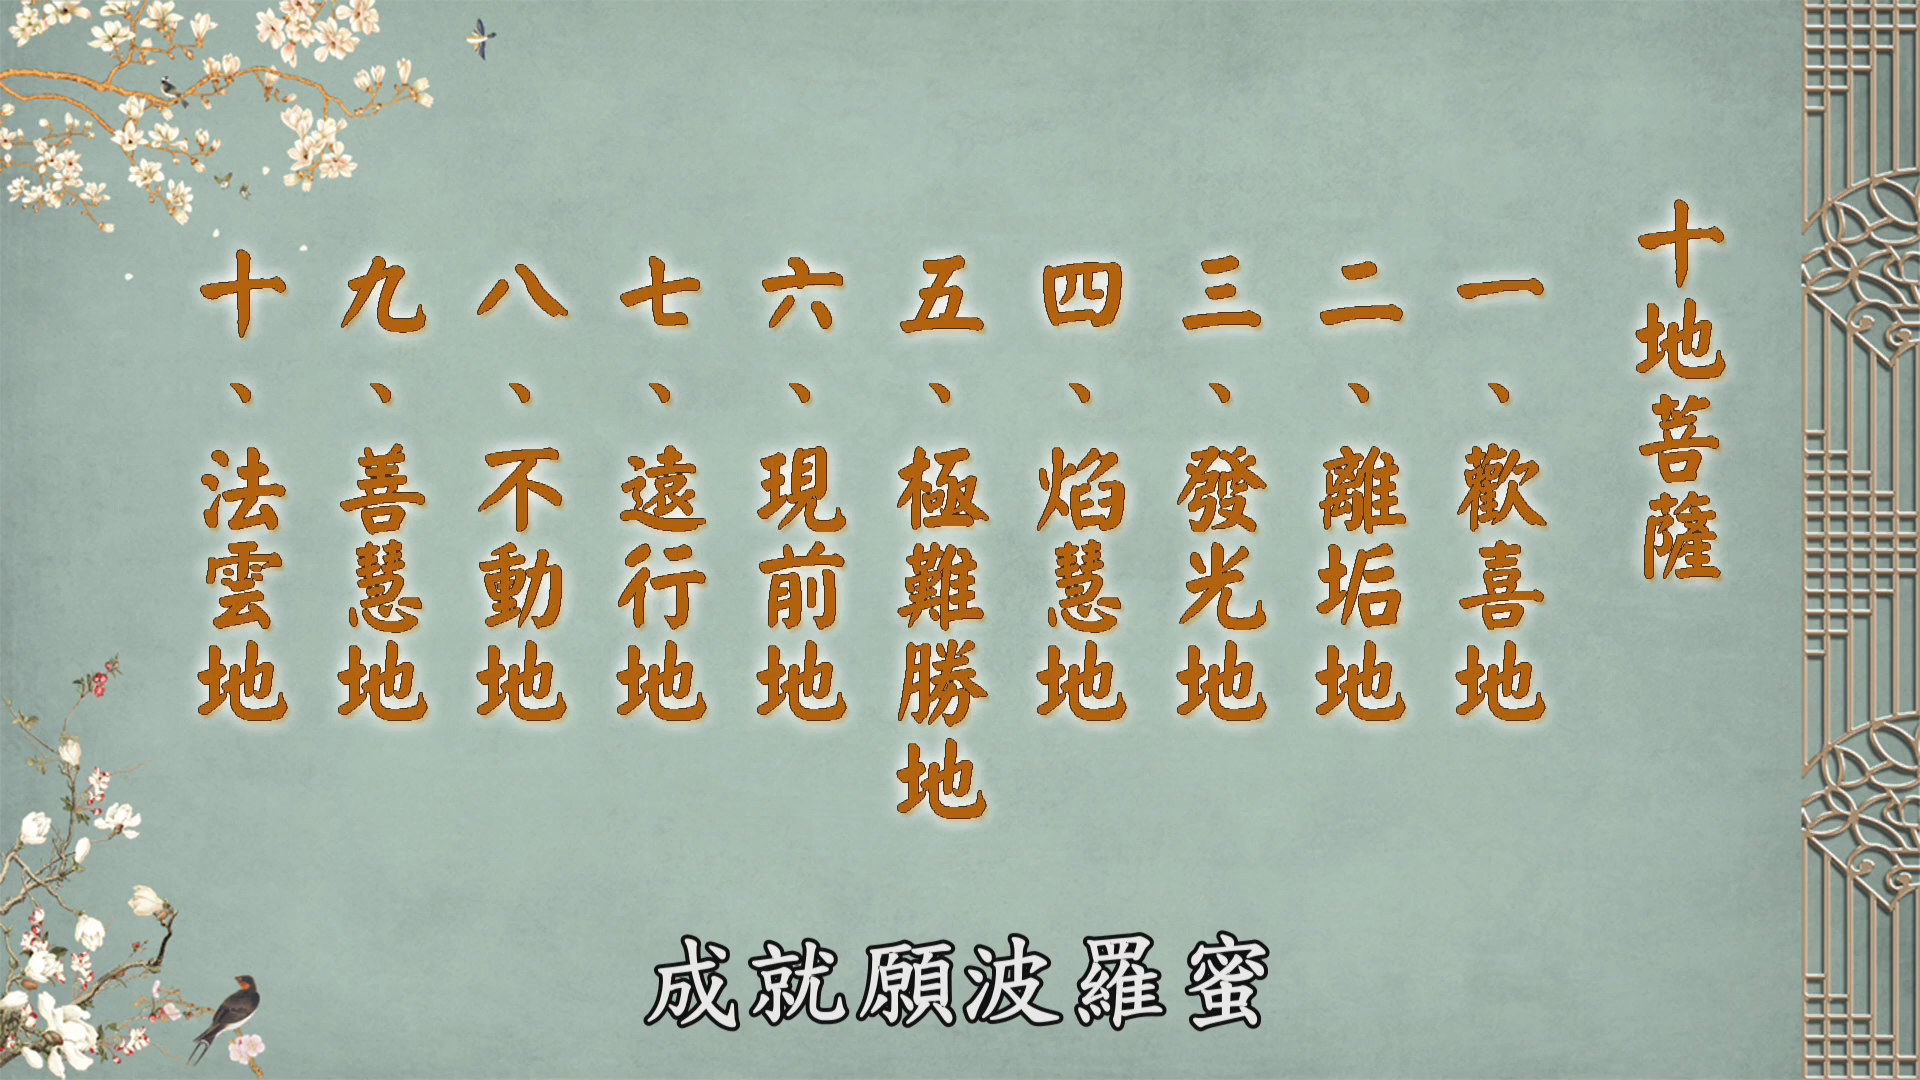 十地菩薩
一、歡喜地
二、離垢地
三、發光地
四、焰慧地
五、極難勝地
六、現前地
七、遠行地
八、不動地
九、善慧地
十、法雲地
成就願波羅蜜